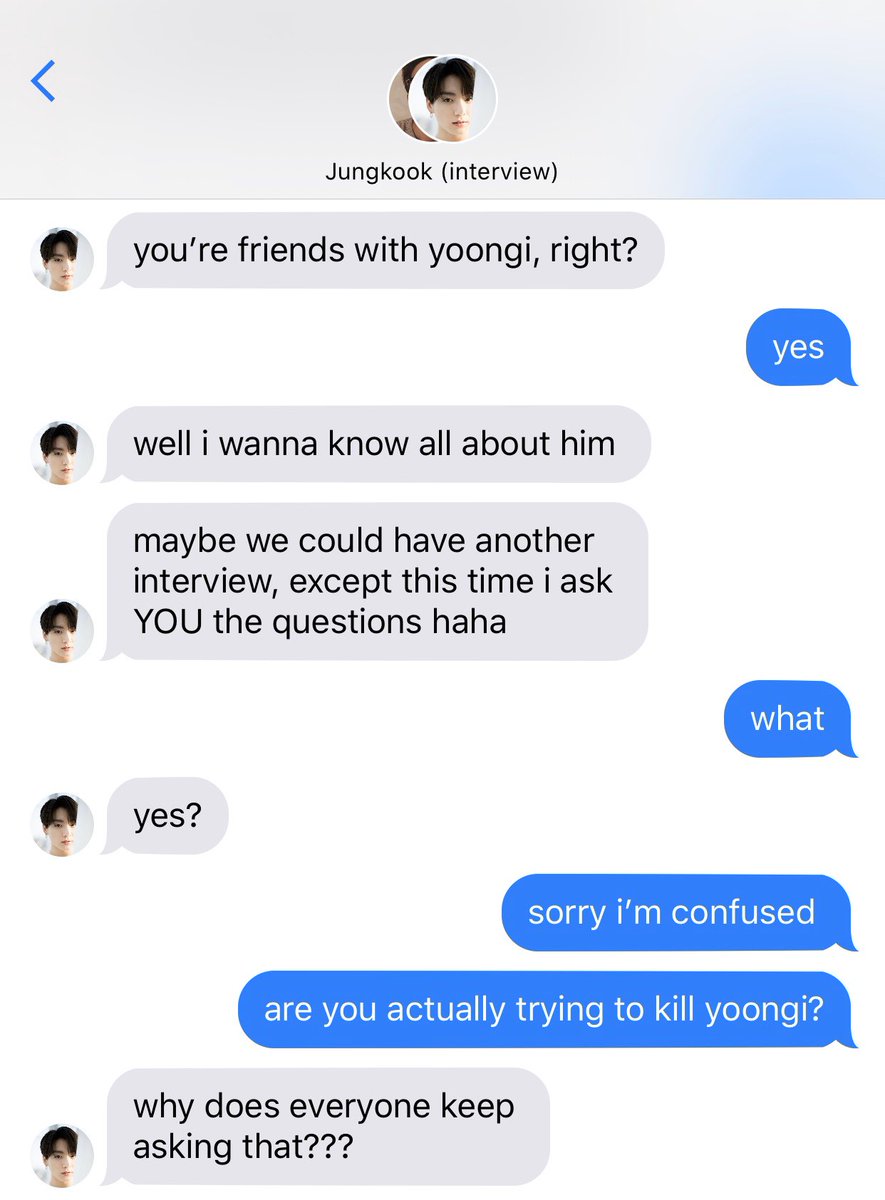 Jungkook (interview)
you’re friends with yoongi, right?
yes
well i wanna know all about him
maybe we could have another
interview, except this time i ask
YOU the questions haha
what
yes?
sorry i’m confused
are you actually trying to kill yoongi?
why does everyone keep
asking that???